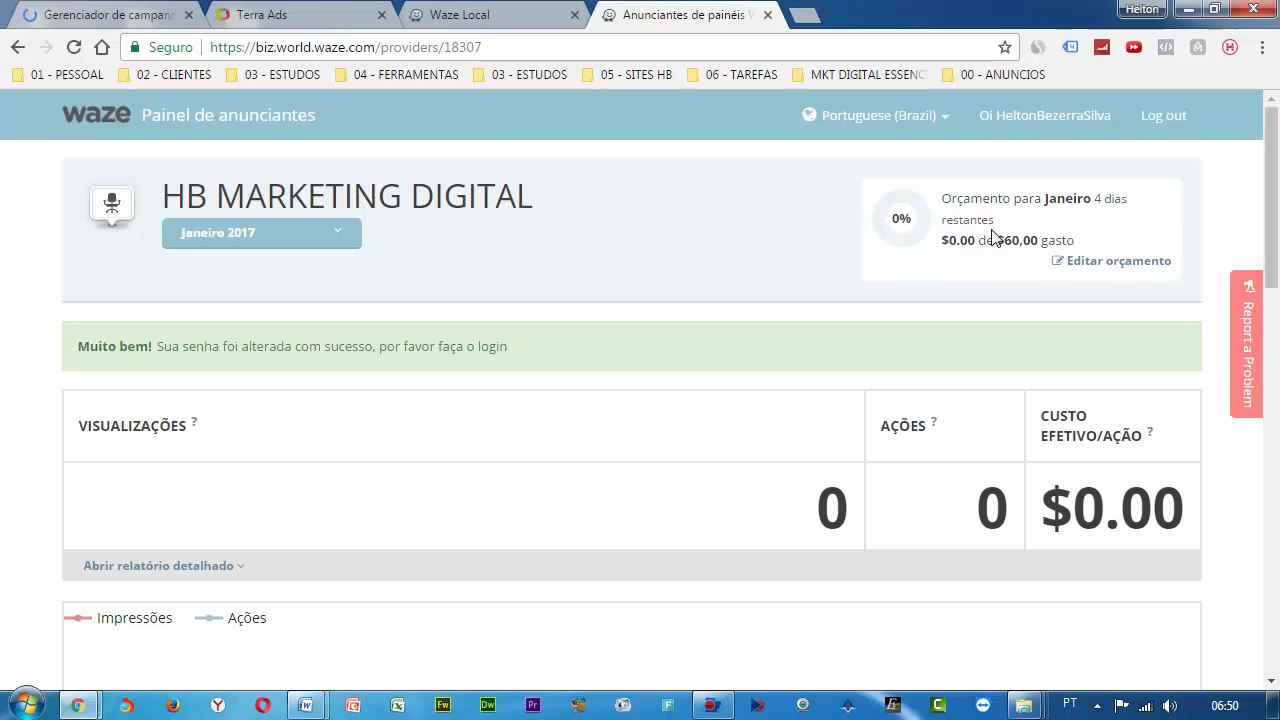 Gerenciador de campann
Terra Ads
Waze Local
Anunciantes de painéis W
Helton
Seguro
https://biz.world.waze.com/providers/18307
01 - PESSOAL
02 - CLIENTES
03 - ESTUDOS
04 - FERRAMENTAS
03 - ESTUDOS
05 - SITES HB
06 - TAREFAS
MKT DIGITAL ESSENC
00 - ANUNCIOS
waze
Painel de anunciantes
Portuguese (Brazil)
Oi HeltonBezerraSilva
Log out
HB MARKETING DIGITAL
Janeiro 2017
0%
Orçamento para Janeiro 4 dias
restantes
$0.00 de $60,00 gasto
Editar orçamento
Report a Problem
Muito bem! Sua senha foi alterada com sucesso, por favor faça o login
VISUALIZAÇÕES ?
AÇÕES ?
CUSTO
EFETIVO/AÇÃO ?
0
0
$0.00
Abrir relatório detalhado
Impressões
Ações
PT
06:50